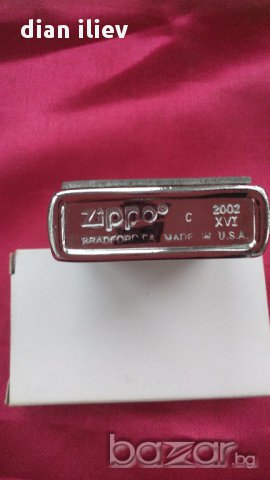 dian iliev
Zippo® C 2002
XVI
BRADFORD.PA. MADE IN U.S.A.
bazar.bg